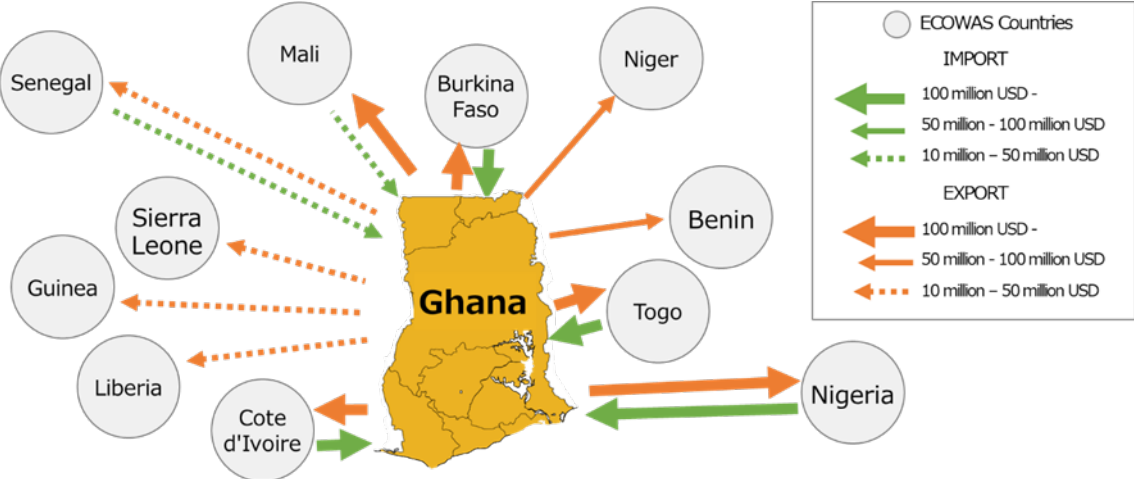 Senegal
Mali
Burkina
Faso
Niger
Sierra
Leone
Benin
Guinea
Ghana
Togo
Liberia
Nigeria
Cote
d'Ivoire
ECOWAS Countries
IMPORT
100 million USD -
50 million - 100 million USD
10 million – 50 million USD
EXPORT
100 million USD -
50 million - 100 million USD
10 million – 50 million USD